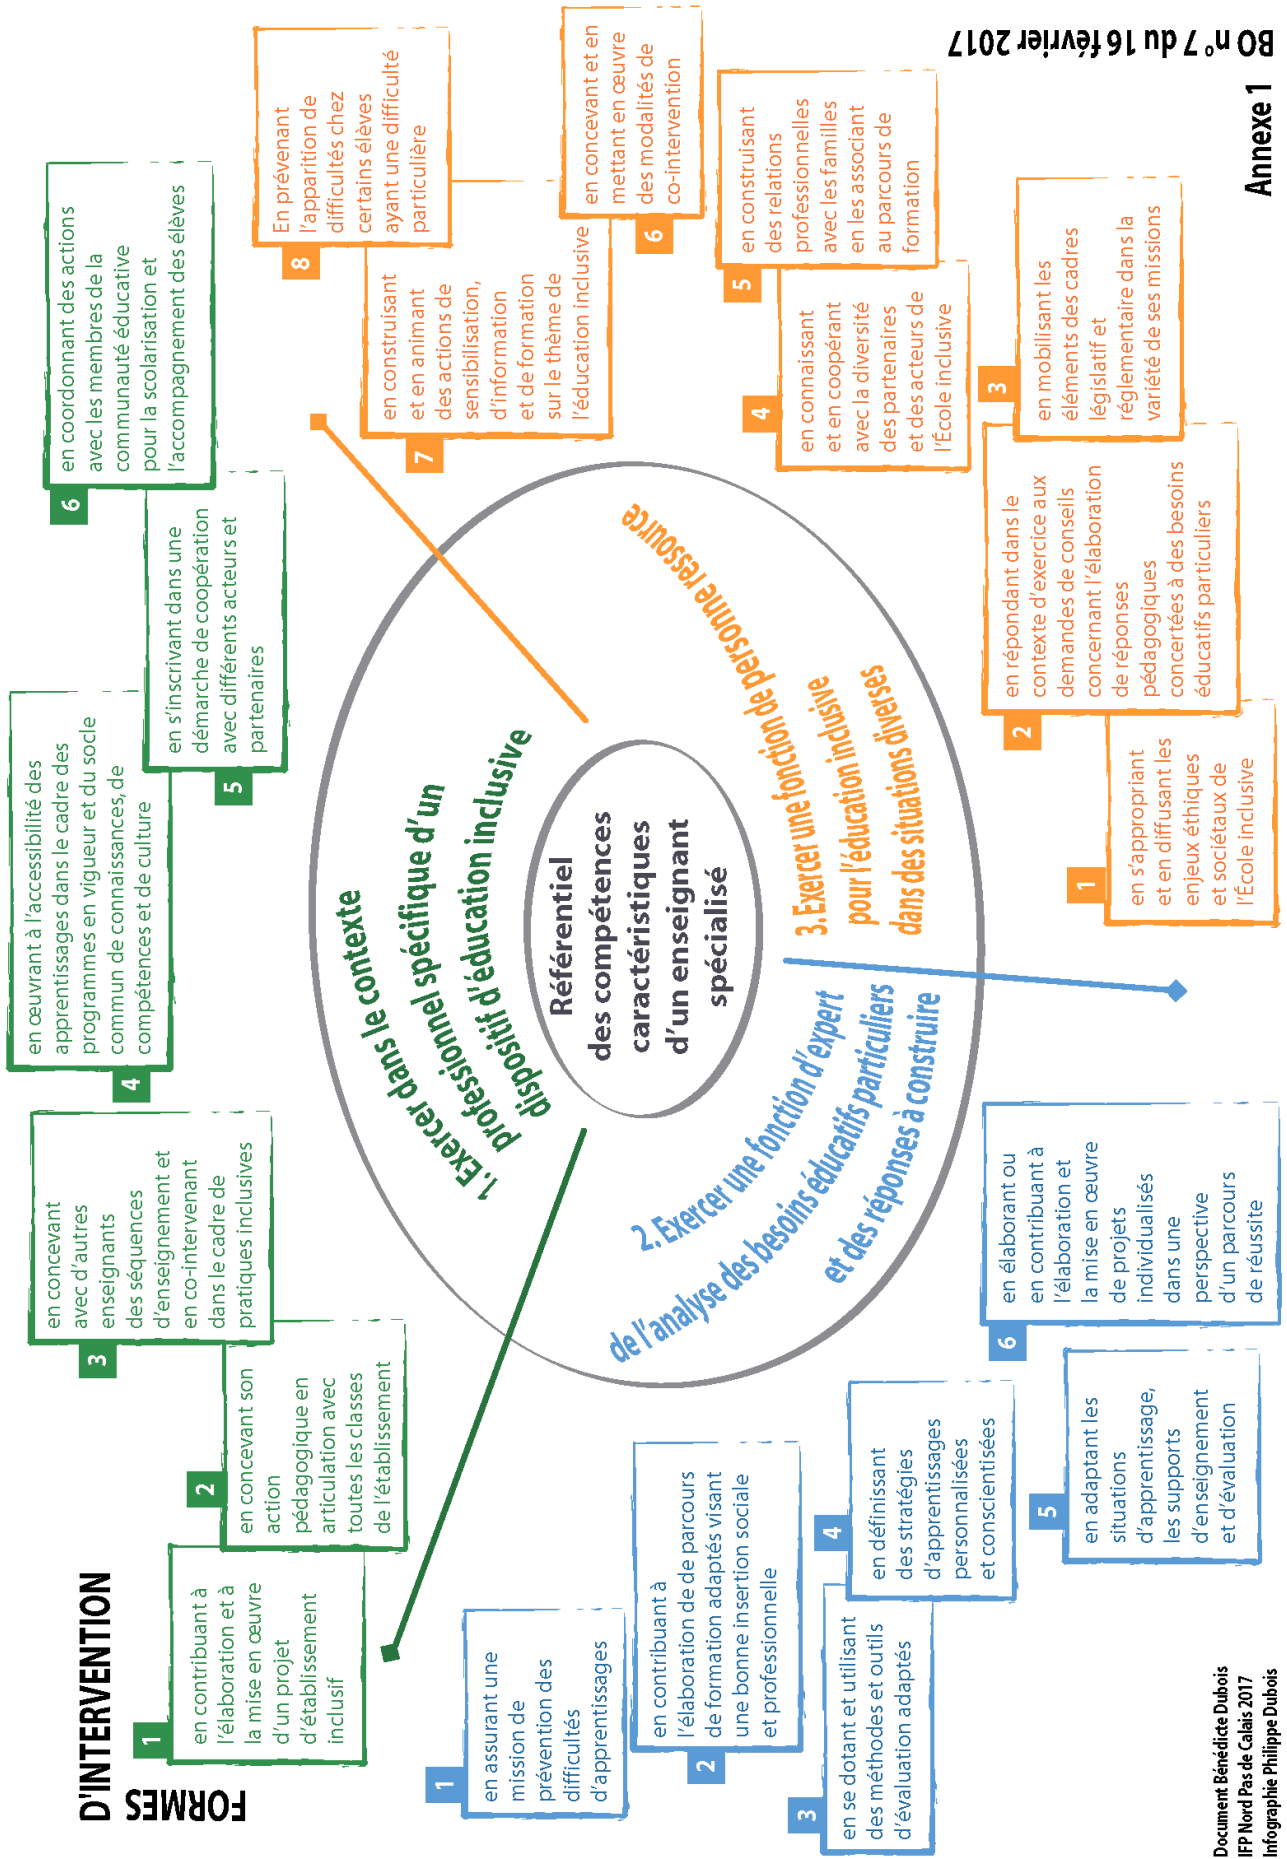 FORMES
D'INTERVENTION
BO n° 7 du 16 février 2017
Annexe 1
Référentiel
des compétences
caractéristiques
d'un enseignant
spécialisé
1. Exercer dans le contexte
professionnel spécifique d'un
dispositif d'éducation inclusive
1
en contribuant à
l'élaboration et à
la mise en œuvre
d'un projet
d'établissement
inclusif
2
en concevant son
action
pédagogique en
articulation avec
toutes les classes
de l'établissement
3
en concevant
avec d'autres
enseignants
des séquences
d'enseignement et
en co-intervenant
dans le cadre de
pratiques inclusives
4
en œuvrant à l'accessibilité des
apprentissages dans le cadre des
programmes en vigueur et du socle
commun de connaissances, de
compétences et de culture
5
en s'inscrivant dans une
démarche de coopération
avec différents acteurs et
partenaires
6
en coordonnant des actions
avec les membres de la
communauté éducative
pour la scolarisation et
l'accompagnement des élèves
2. Exercer une fonction d'expert
de l'analyse des besoins éducatifs particuliers
et des réponses à construire
1
en assurant une
mission de
prévention des
difficultés
d'apprentissages
2
en contribuant à
l'élaboration de parcours
de formation adaptés visant
une bonne insertion sociale
et professionnelle
3
en se dotant et utilisant
des méthodes et outils
d'évaluation adaptés
4
en définissant
des stratégies
d'apprentissages
personnalisées
et conscientisées
5
en adaptant les
situations
d'apprentissage,
les supports
d'enseignement
et d'évaluation
6
en élaborant ou
en contribuant à
l'élaboration et
la mise en œuvre
de projets
individualisés
dans une
perspective
d'un parcours
de réussite
3. Exercer une fonction de personne ressource
pour l'éducation inclusive
dans des situations diverses
1
en s'appropriant
et en diffusant les
enjeux éthiques
et sociétaux de
l'École inclusive
2
en répondant dans le
contexte d'exercice aux
demandes de conseils
concernant l'élaboration
de réponses
pédagogiques
concertées à des besoins
éducatifs particuliers
3
en mobilisant les
éléments des cadres
législatif et
réglementaire dans la
variété de ses missions
4
en connaissant
et en coopérant
avec la diversité
des partenaires
et des acteurs de
l'École inclusive
5
en construisant
des relations
professionnelles
avec les familles
en les associant
au parcours de
formation
6
en concevant et en
mettant en œuvre
des modalités de
co-intervention
7
en construisant
et en animant
des actions de
sensibilisation,
d'information
et de formation
sur le thème de
l'éducation inclusive
8
En prévenant
l'apparition de
difficultés chez
certains élèves
ayant une difficulté
particulière
Document Bénédicte Dubois
IFP Nord Pas de Calais 2017
Infographie Philippe Dubois